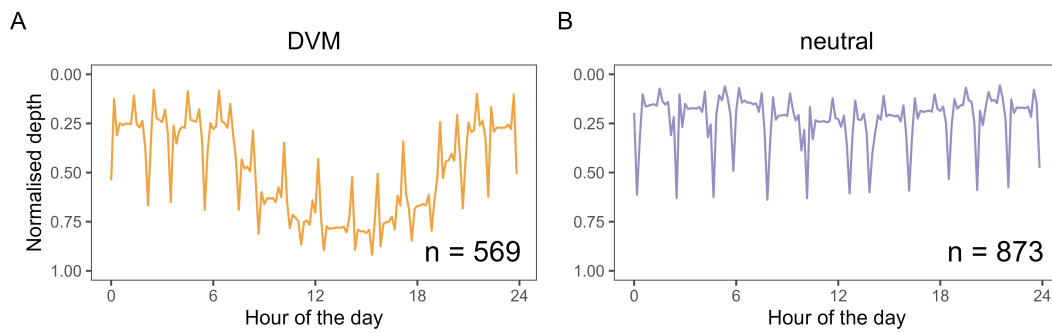 A
DVM
Normalised depth
0.00
0.25
0.50
0.75
1.00
n = 569
0 6 12 18 24
Hour of the day
B
neutral
0.00
0.25
0.50
0.75
1.00
n = 873
0 6 12 18 24
Hour of the day